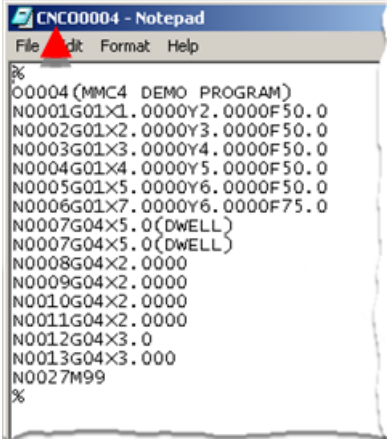 CNCO0004 - Notepad
File Edit Format Help
%
O0004(MMC4 DEMO PROGRAM)
N0001G01X1.0000Y2.0000F50.0
N0002G01X2.0000Y3.0000F50.0
N0003G01X3.0000Y4.0000F50.0
N0004G01X4.0000Y5.0000F50.0
N0005G01X5.0000Y6.0000F50.0
N0006G01X7.0000Y6.0000F75.0
N0007G04X5.0(DWELL)
N0007G04X5.0(DWELL)
N0008G04X2.0000
N0009G04X2.0000
N0010G04X2.0000
N0011G04X2.0000
N0012G04X3.0
N0013G04X3.000
N0027M99
%